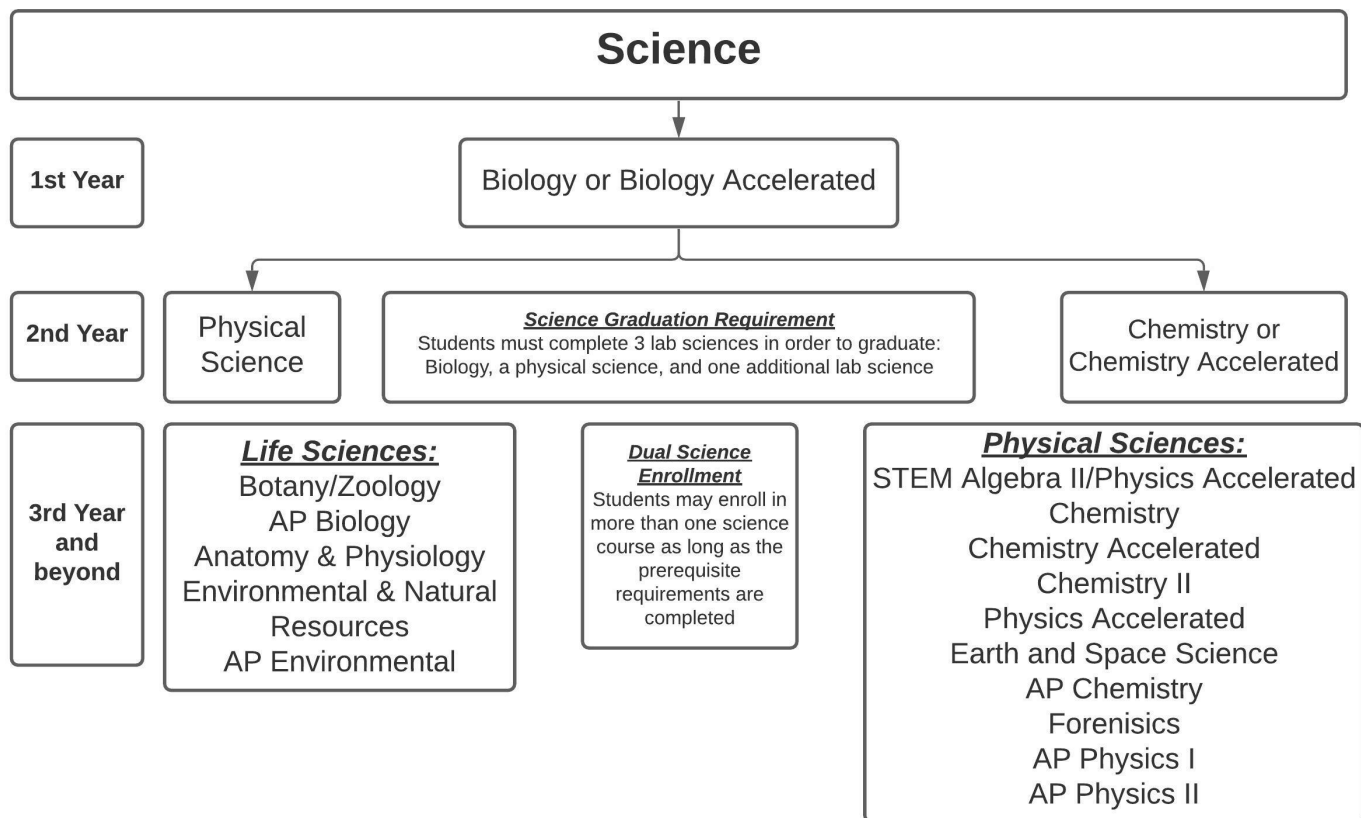 Science
1st Year
Biology or Biology Accelerated
2nd Year
Physical
Science
Science Graduation Requirement
Students must complete 3 lab sciences in order to graduate:
Biology, a physical science, and one additional lab science
Chemistry or
Chemistry Accelerated
3rd Year
and
beyond
Life Sciences:
Botany/Zoology
AP Biology
Anatomy & Physiology
Environmental & Natural
Resources
AP Environmental
Dual Science
Enrollment
Students may enroll in
more than one science
course as long as the
prerequisite
requirements are
completed
Physical Sciences:
STEM Algebra II/Physics Accelerated
Chemistry
Chemistry Accelerated
Chemistry II
Physics Accelerated
Earth and Space Science
AP Chemistry
Forenisics
AP Physics I
AP Physics II